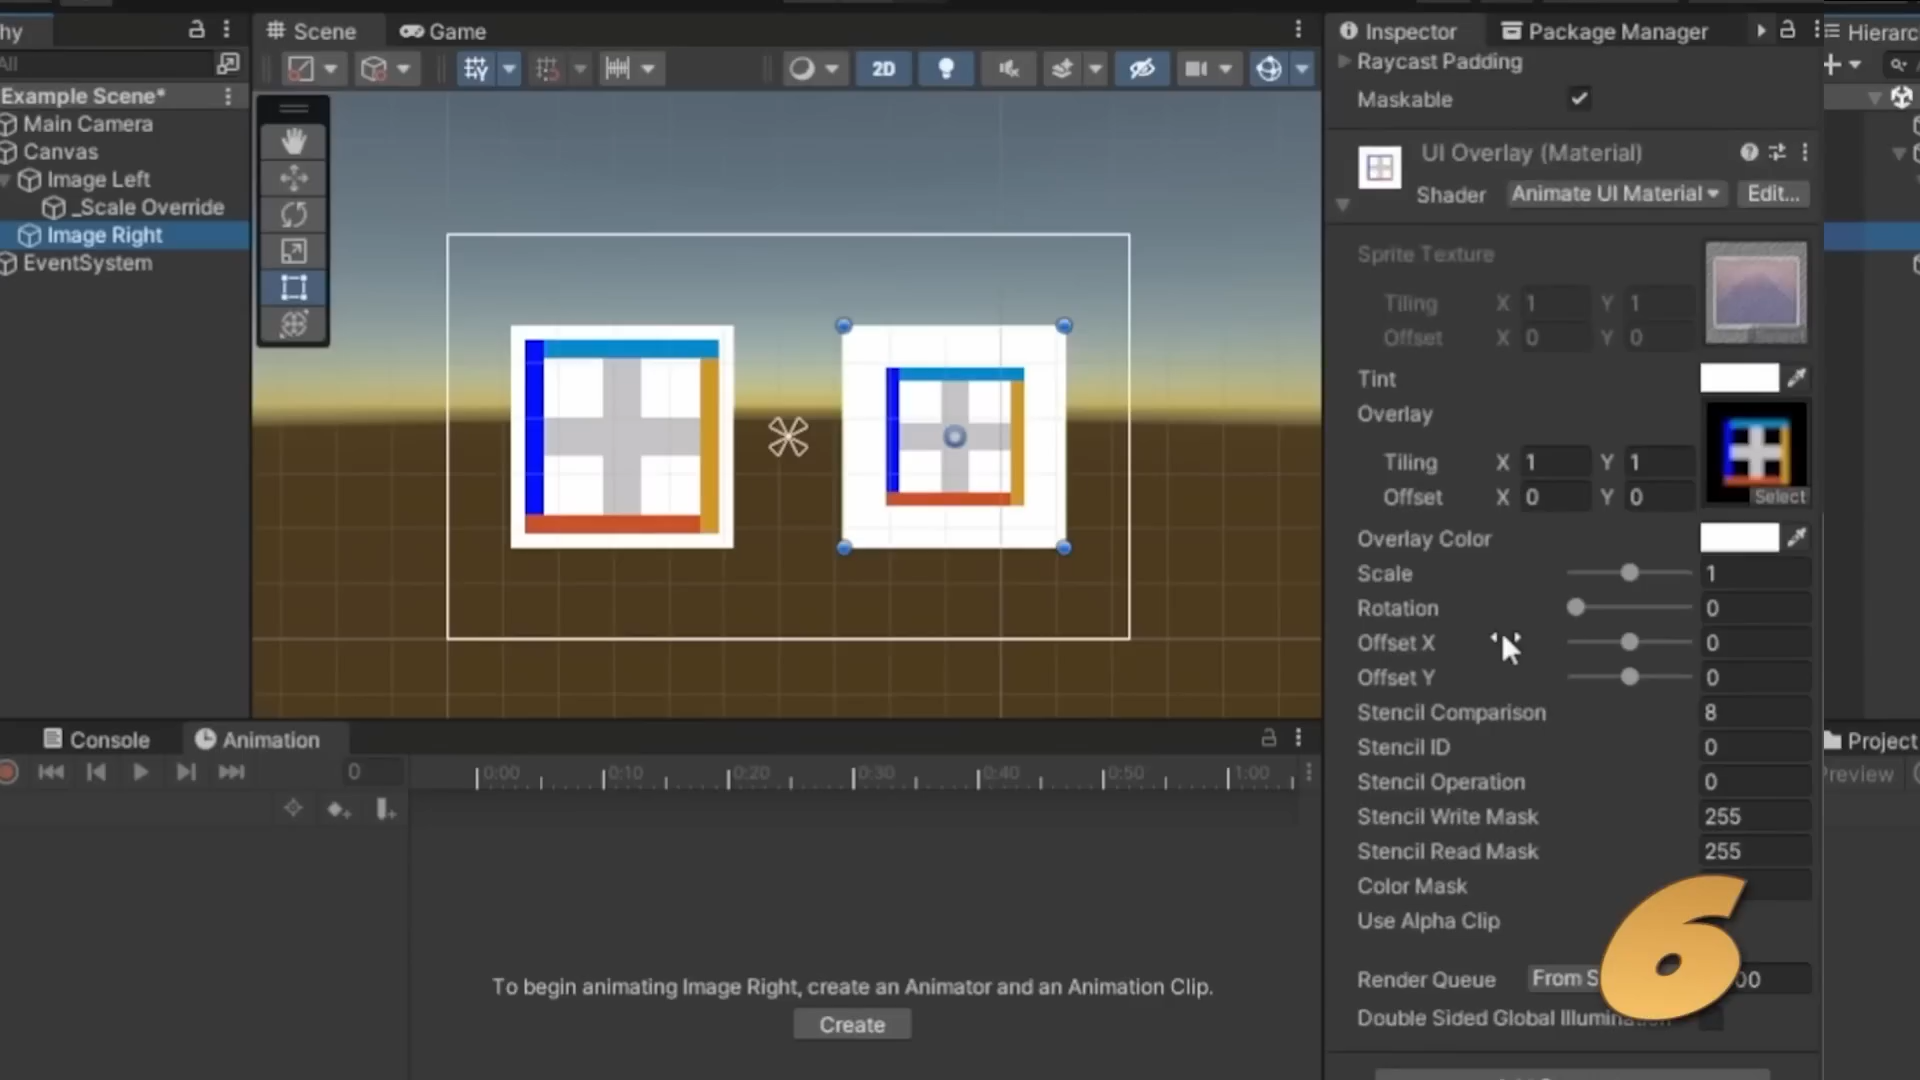 hy
Scene
Game
Inspector
Package Manager
Hierarc
All
2D
Raycast Padding
Example Scene*
Maskable
Main Camera
Canvas
UI Overlay (Material)
Image Left
Shader
Animate UI Material
Edit...
_Scale Override
Image Right
Sprite Texture
EventSystem
Tiling X 1 Y 1
Offset X 0 Y 0
Select
Tint
Overlay
Tiling X 1 Y 1
Offset X 0 Y 0
Select
Overlay Color
Scale 1
Rotation 0
Offset X 0
Offset Y 0
Stencil Comparison 8
Console
Animation
Stencil ID 0
Project
0
0:00 0:10 0:20 0:30 0:40 0:50 1:00
Stencil Operation 0
Preview
Stencil Write Mask 255
Stencil Read Mask 255
Color Mask
Use Alpha Clip
6
To begin animating Image Right, create an Animator and an Animation Clip.
Render Queue From S 00
Create
Double Sided Global Illumination